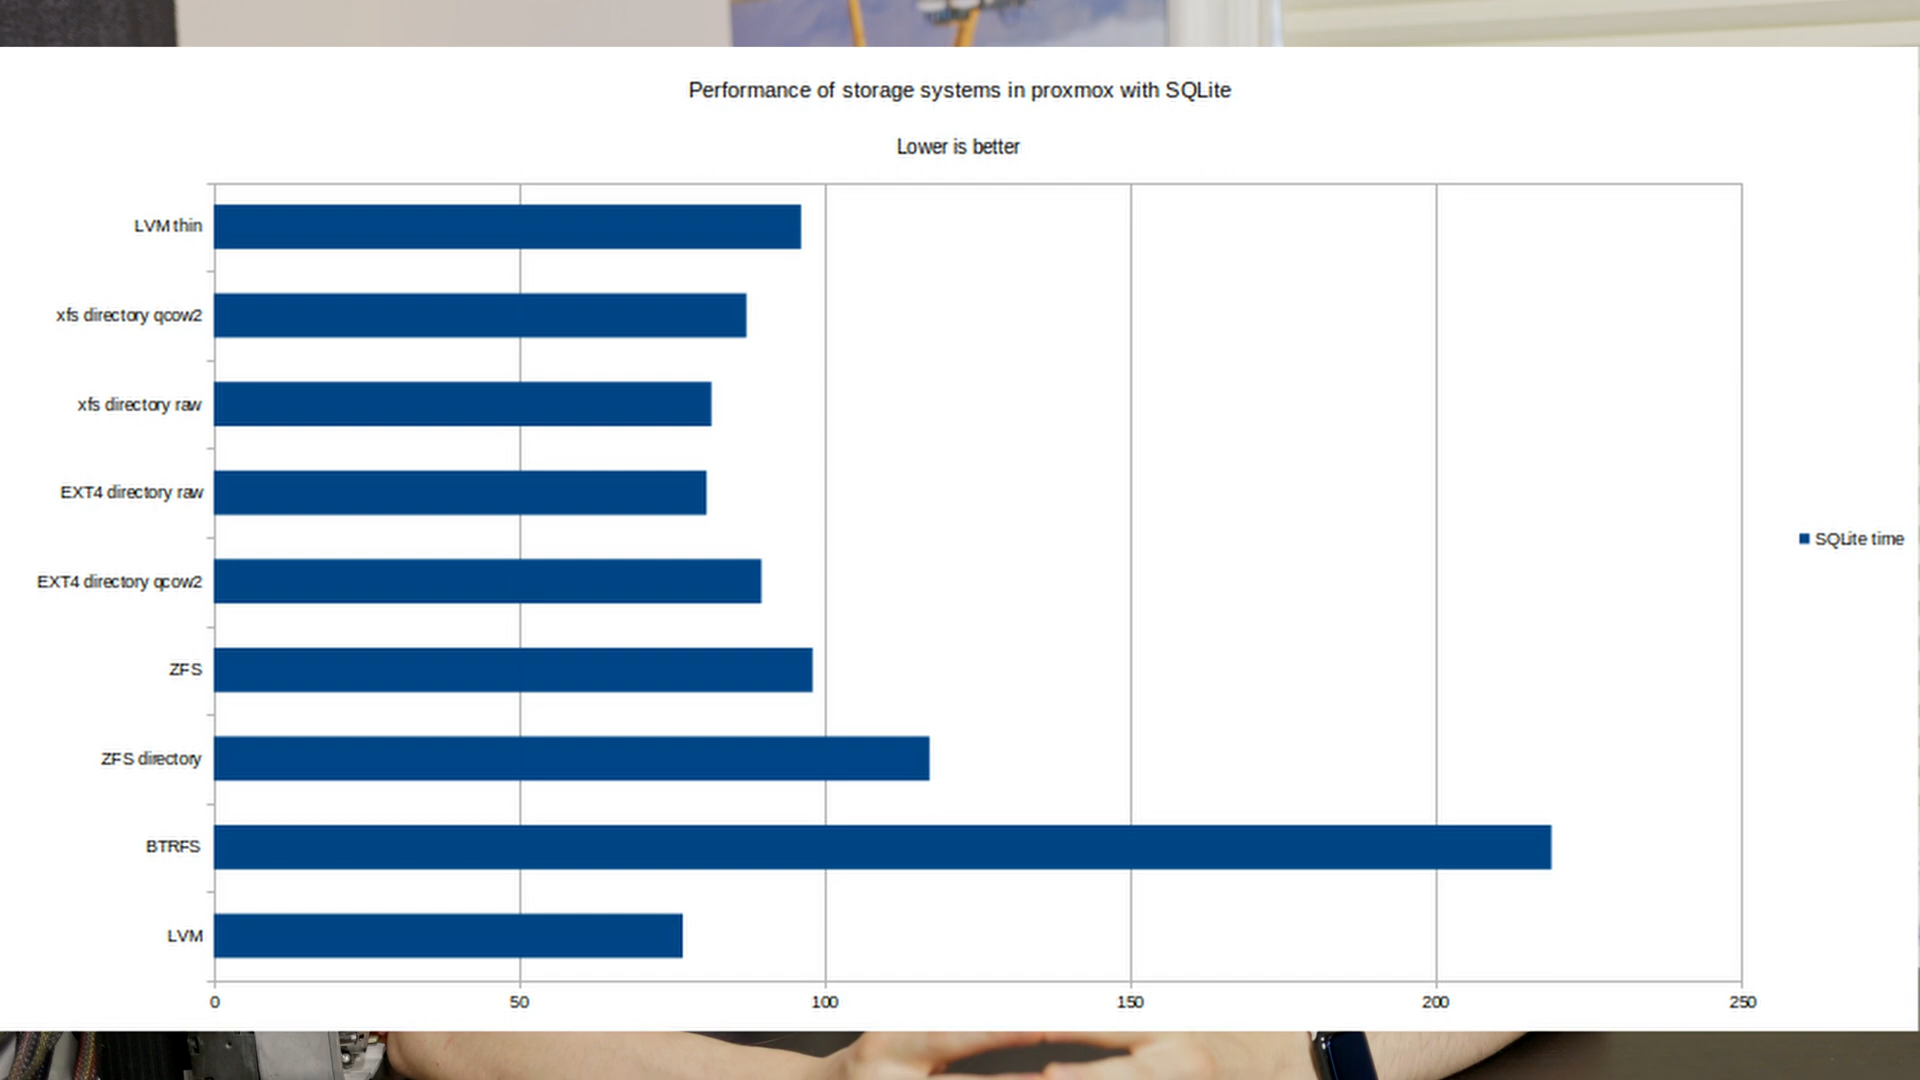 Performance of storage systems in proxmox with SQLite
Lower is better
LVM thin
xfs directory qcow2
xfs directory raw
EXT4 directory raw
EXT4 directory qcow2
ZFS
ZFS directory
BTRFS
LVM
0 50 100 150 200 250
SQLite time